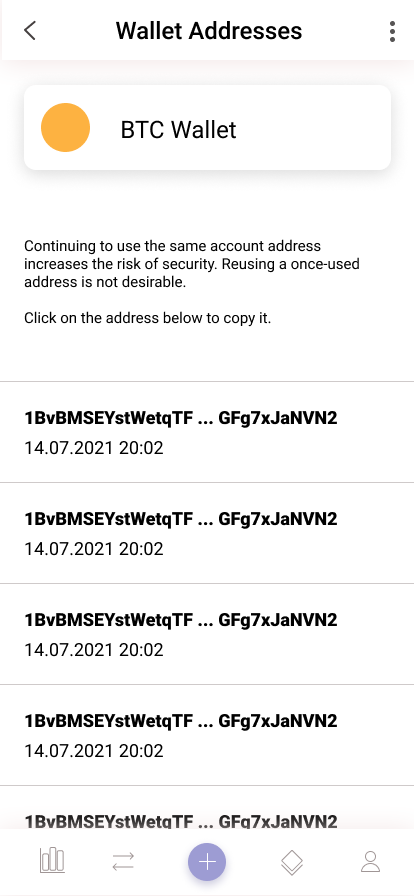 Wallet Addresses
BTC Wallet
Continuing to use the same account address
increases the risk of security. Reusing a once-used
address is not desirable.
Click on the address below to copy it.
1BvBMSEYstWetqTF ... GFg7xJaNVN2
14.07.2021 20:02
1BvBMSEYstWetqTF ... GFg7xJaNVN2
14.07.2021 20:02
1BvBMSEYstWetqTF ... GFg7xJaNVN2
14.07.2021 20:02
1BvBMSEYstWetqTF ... GFg7xJaNVN2
14.07.2021 20:02
1BvBMSEYstWetqTF ... GFg7xJaNVN2